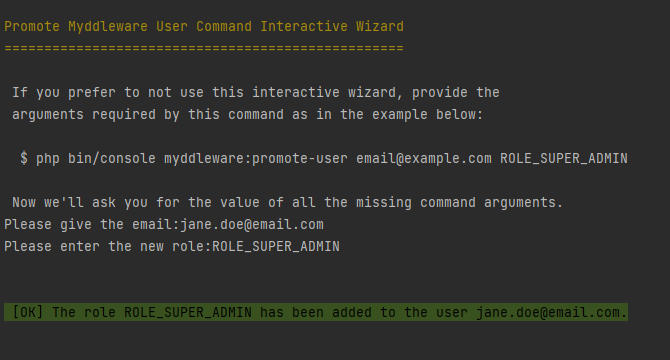 Promote Myddleware User Command Interactive Wizard
==================================================
If you prefer to not use this interactive wizard, provide the
arguments required by this command as in the example below:
$ php bin/console myddleware:promote-user email@example.com ROLE_SUPER_ADMIN
Now we'll ask you for the value of all the missing command arguments.
Please give the email:jane.doe@email.com
Please enter the new role:ROLE_SUPER_ADMIN
[OK] The role ROLE_SUPER_ADMIN has been added to the user jane.doe@email.com.